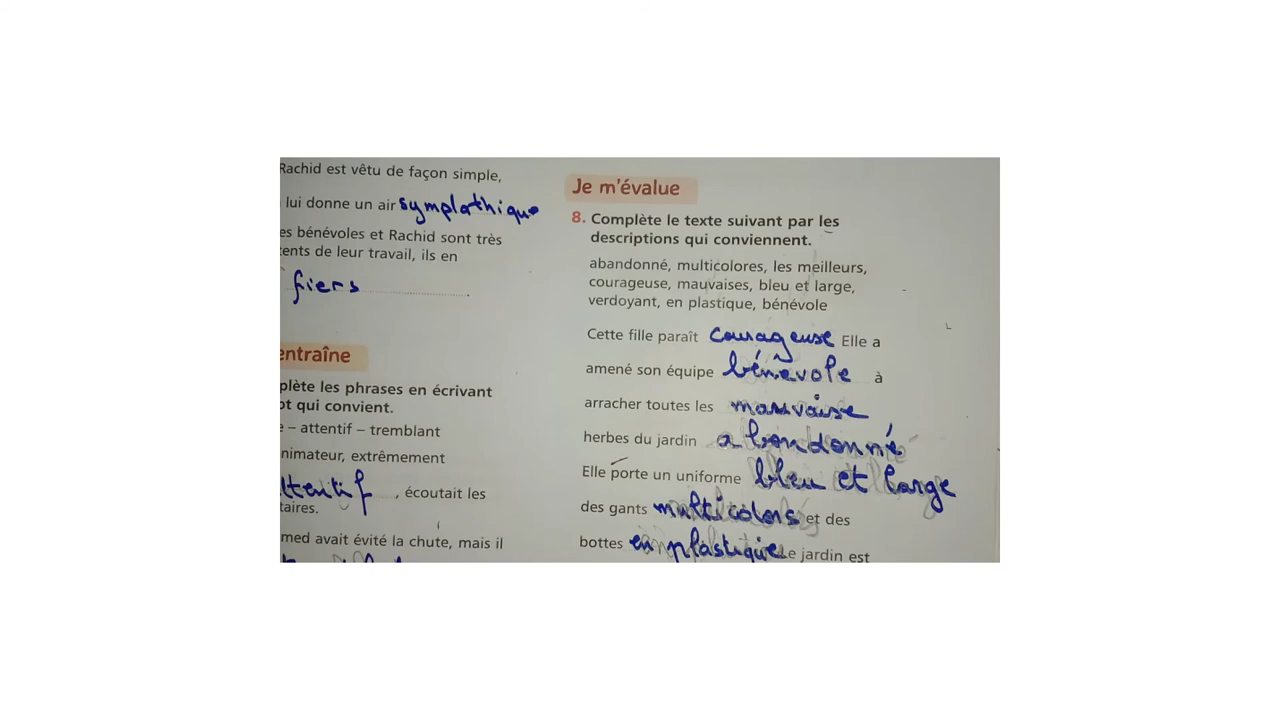 Rachid est vêtu de façon simple,
lui donne un air symplathique
es bénévoles et Rachid sont très
ents de leur travail, ils en
fiers
entraîne
plète les phrases en écrivant
ot qui convient.
e – attentif – tremblant
nimateur, extrêmement
ttentif , écoutait les
taires.
med avait évité la chute, mais il
Je m'évalue
8. Complète le texte suivant par les
descriptions qui conviennent.
abandonné, multicolores, les meilleurs,
courageuse, mauvaises, bleu et large,
verdoyant, en plastique, bénévole
Cette fille paraît courageuse Elle a
amené son équipe bénévole à
arracher toutes les mauvaise
herbes du jardin abondonné
Elle porte un uniforme bleu et large
des gants multicolors et des
bottes en plastique Le jardin est